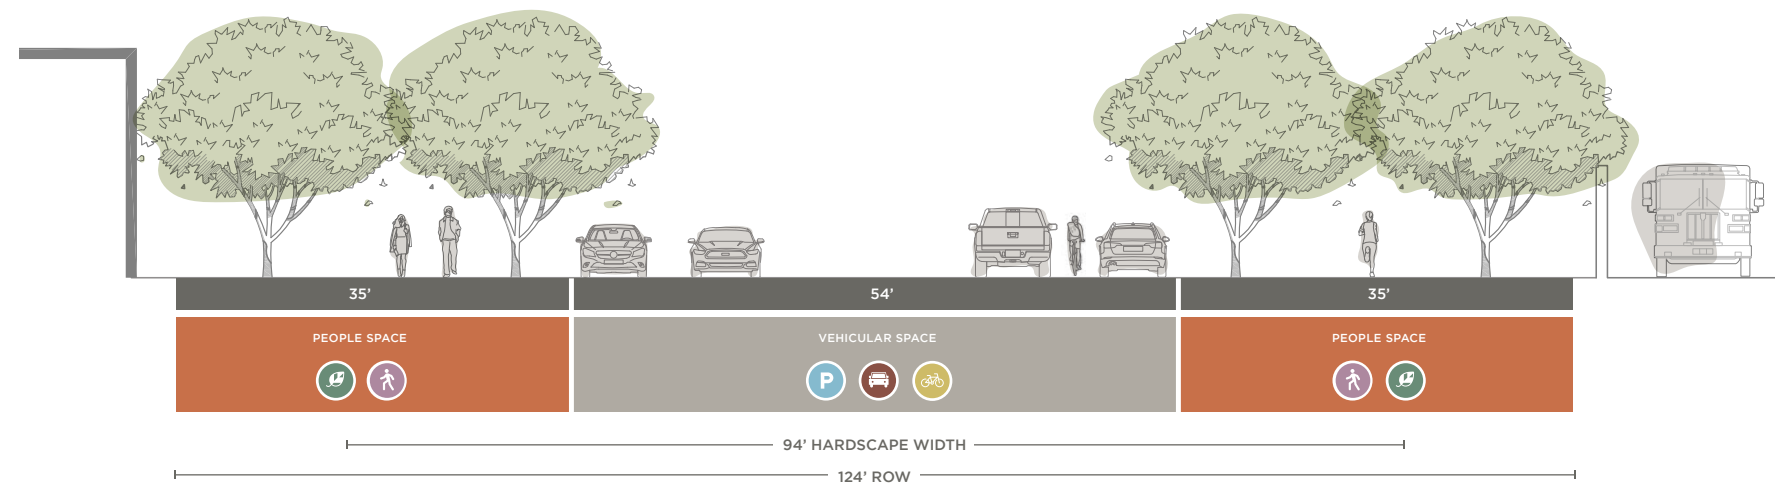 35’
54’
35’
PEOPLE SPACE
VEHICULAR SPACE
PEOPLE SPACE
P
94’ HARDSCAPE WIDTH
124’ ROW